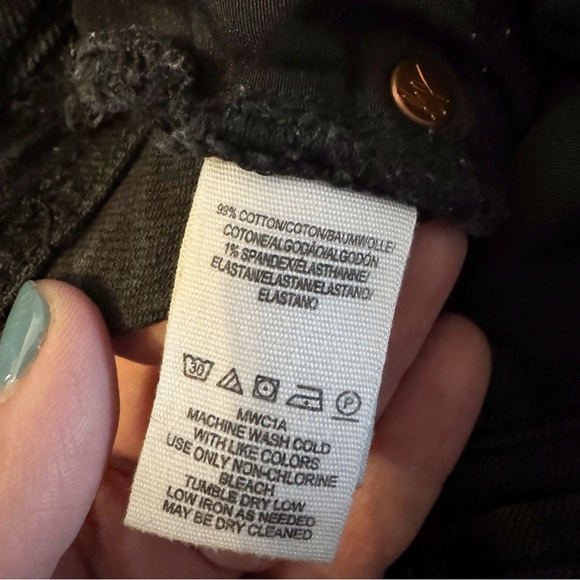 99% COTTON/COTON/BAUMWOLLE/
COTONE/ALGODÃO/ALGODÓN
1% SPANDEX/ÉLASTHANNE/
ELASTAN/ELASTAN/ELASTANO/
ELASTANO
30 P
MWC1A
MACHINE WASH COLD
WITH LIKE COLORS
USE ONLY NON-CHLORINE
BLEACH
TUMBLE DRY LOW
LOW IRON AS NEEDED
MAY BE DRY CLEANED